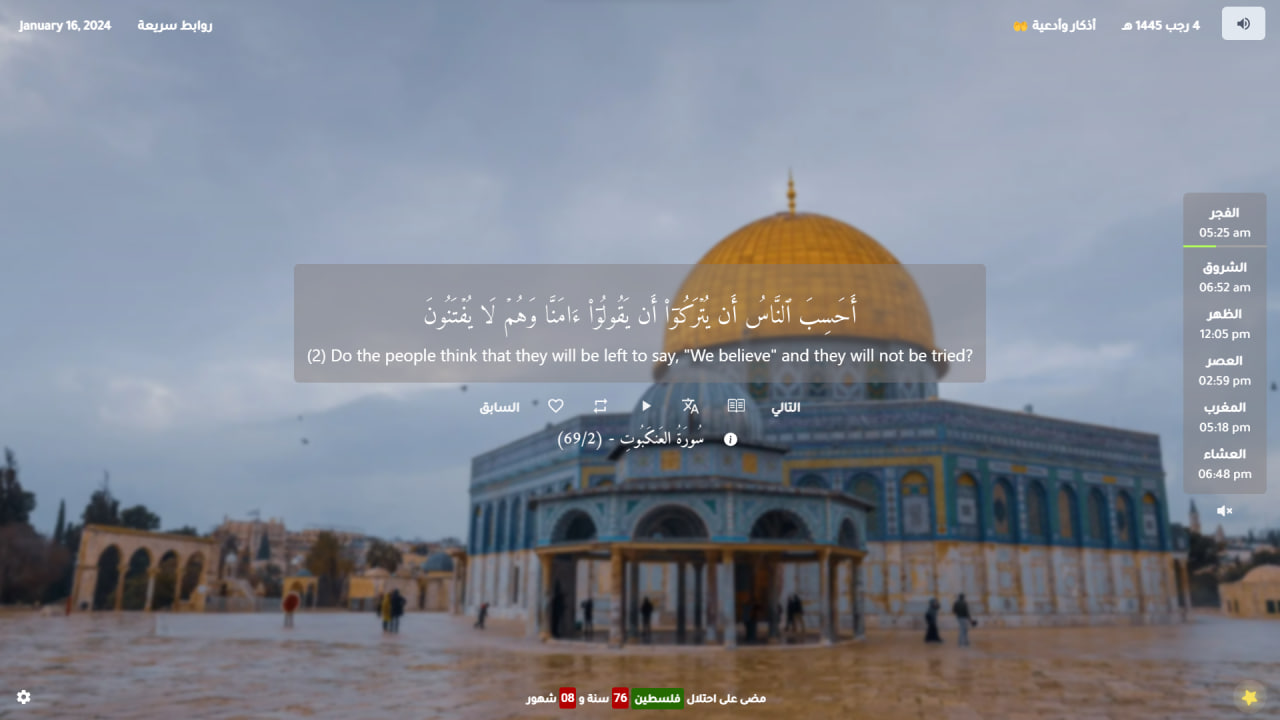 January 16, 2024
روابط سريعة
أذكار وأدعية 🤲
4 رجب 1445 هـ
أَحَسِبَ ٱلنَّاسُ أَن يُتۡرَكُوٓاْ أَن يَقُولُوٓاْ ءَامَنَّا وَهُمۡ لَا يُفۡتَنُونَ
(2) Do the people think that they will be left to say, "We believe" and they will not be tried?
السابق
التالي
سُورَةُ العَنكَبُوتِ - (69/2)
الفجر
05:25 am
الشروق
06:52 am
الظهر
12:05 pm
العصر
02:59 pm
المغرب
05:18 pm
العشاء
06:48 pm
مضى على احتلال فلسطين 76 سنة و 08 شهور